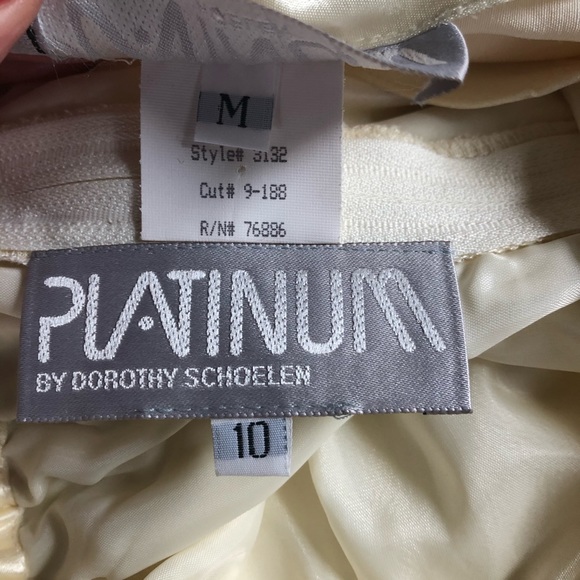 M
Style# 3132
Cut# 9-188
R/N# 76886
PLATINUM
BY DOROTHY SCHOELEN
10